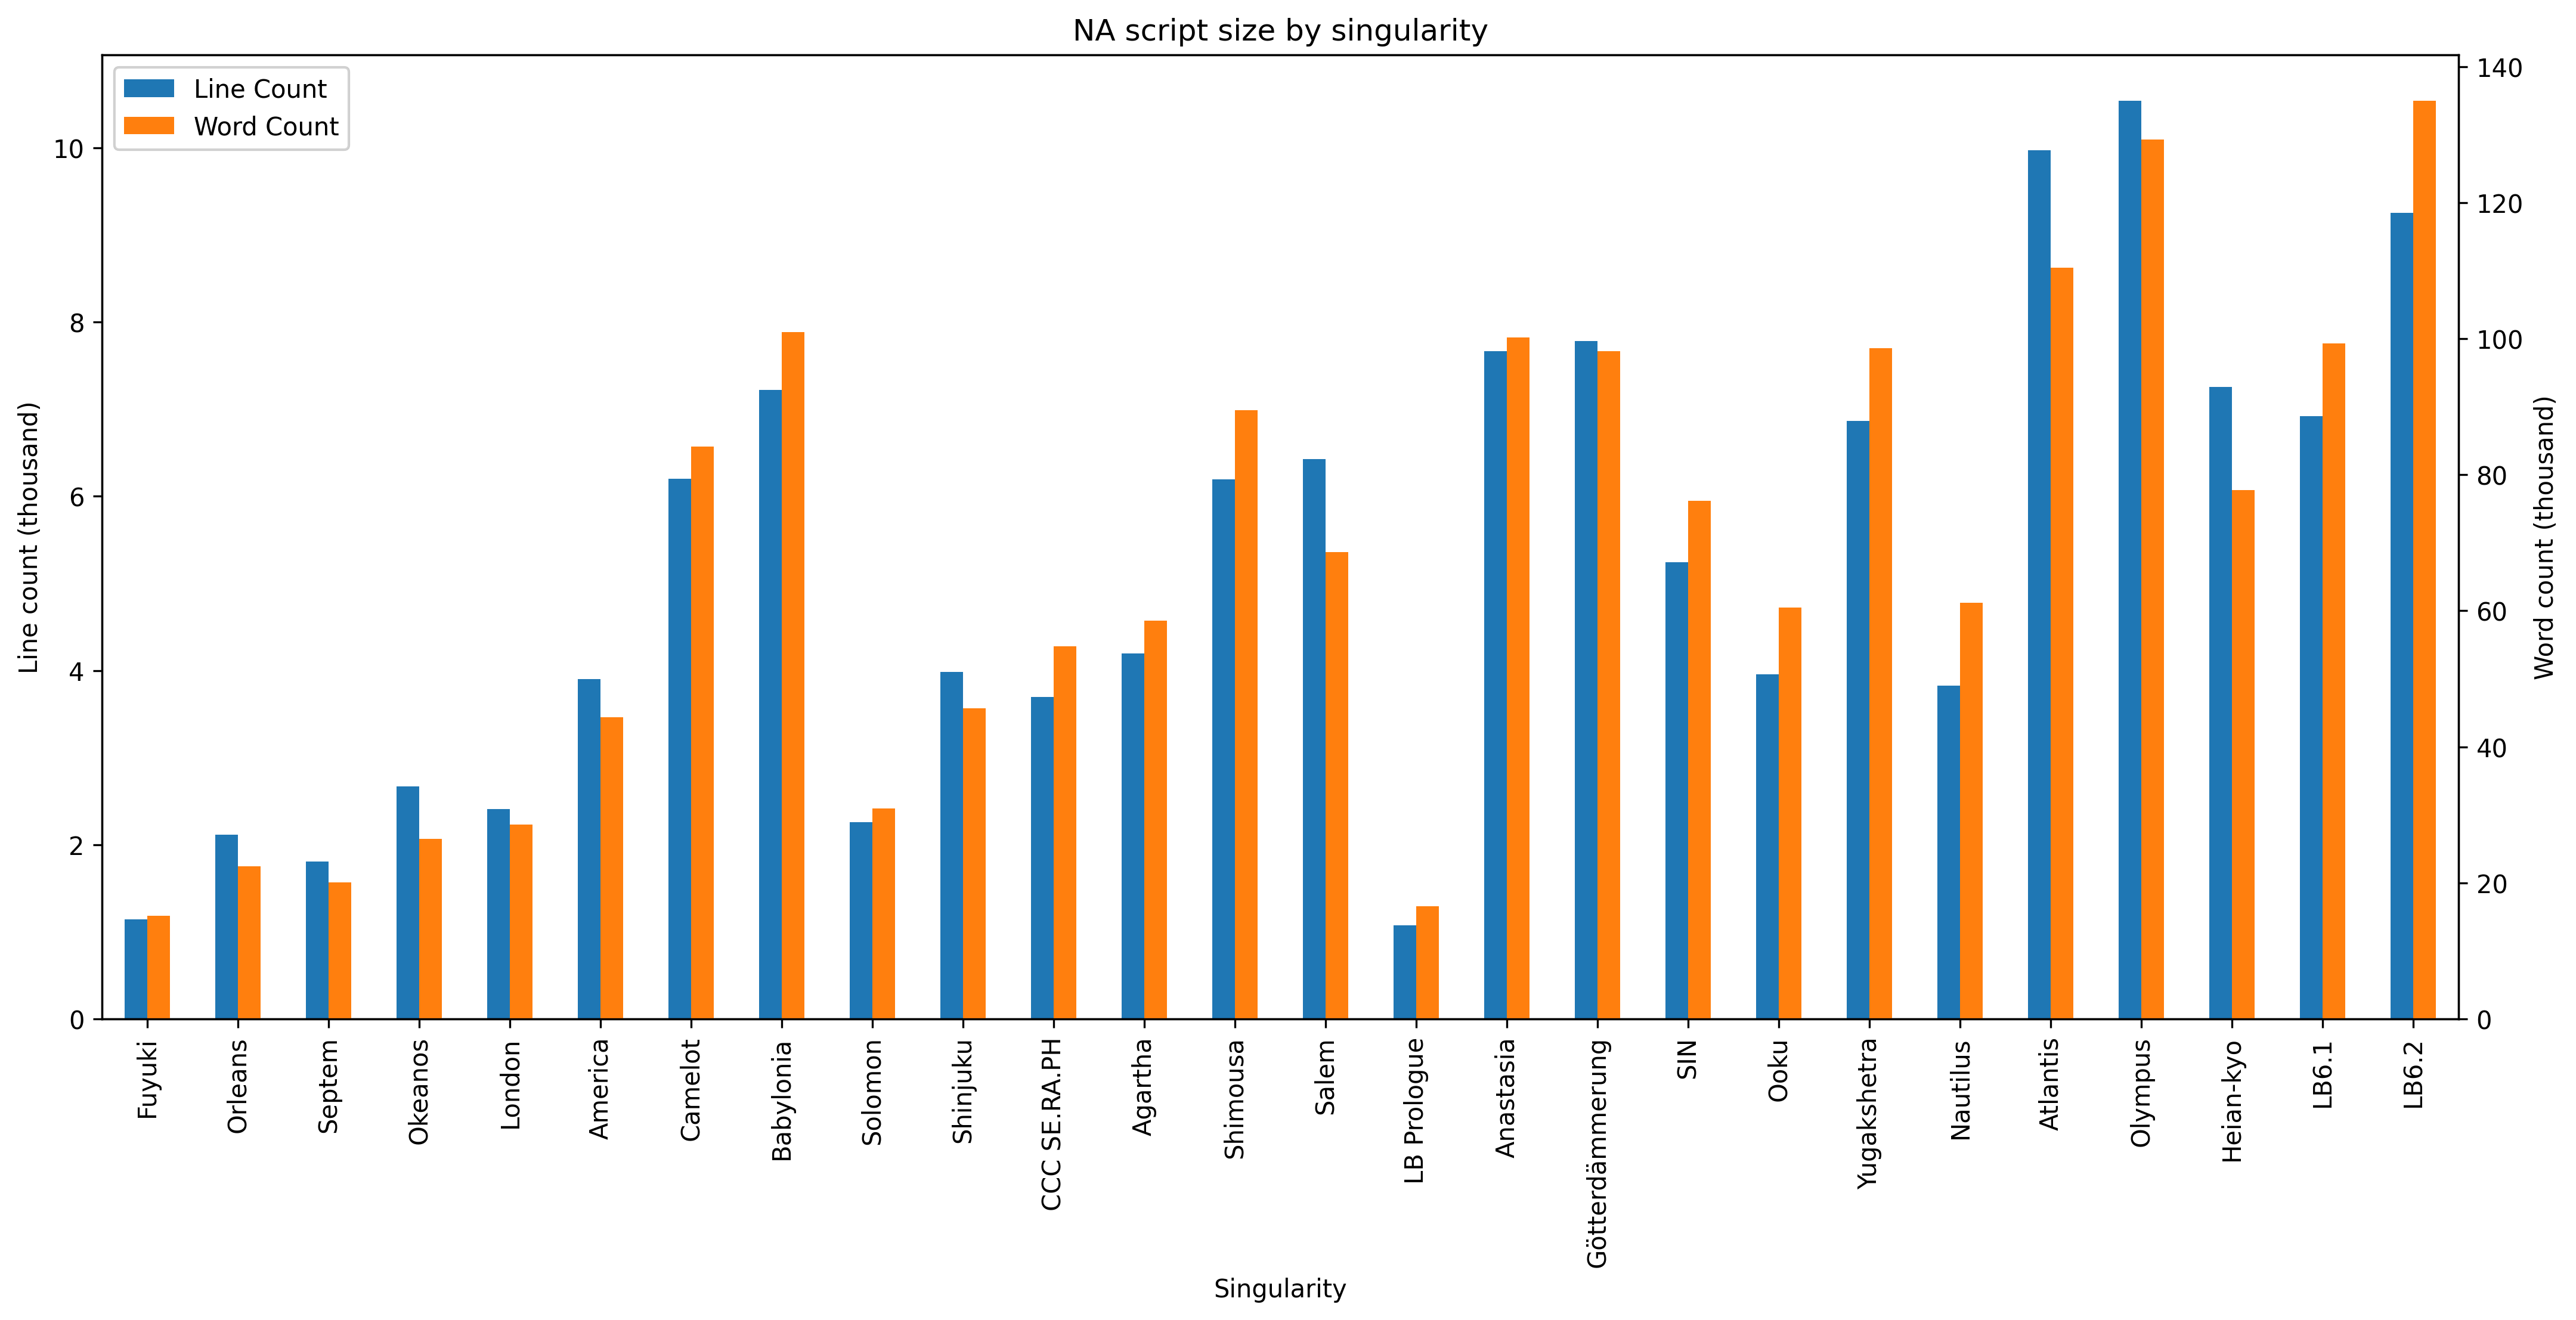 NA script size by singularity
Line Count
Word Count
Line count (thousand)
10
8
6
4
2
0
140
120
100
80
60
40
20
0
Word count (thousand)
Fuyuki
Orleans
Septem
Okeanos
London
America
Camelot
Babylonia
Solomon
Shinjuku
CCC SE.RA.PH
Agartha
Shimousa
Salem
LB Prologue
Anastasia
Götterdämmerung
SIN
Ooku
Yugakshetra
Nautilus
Atlantis
Olympus
Heian-kyo
LB6.1
LB6.2
Singularity